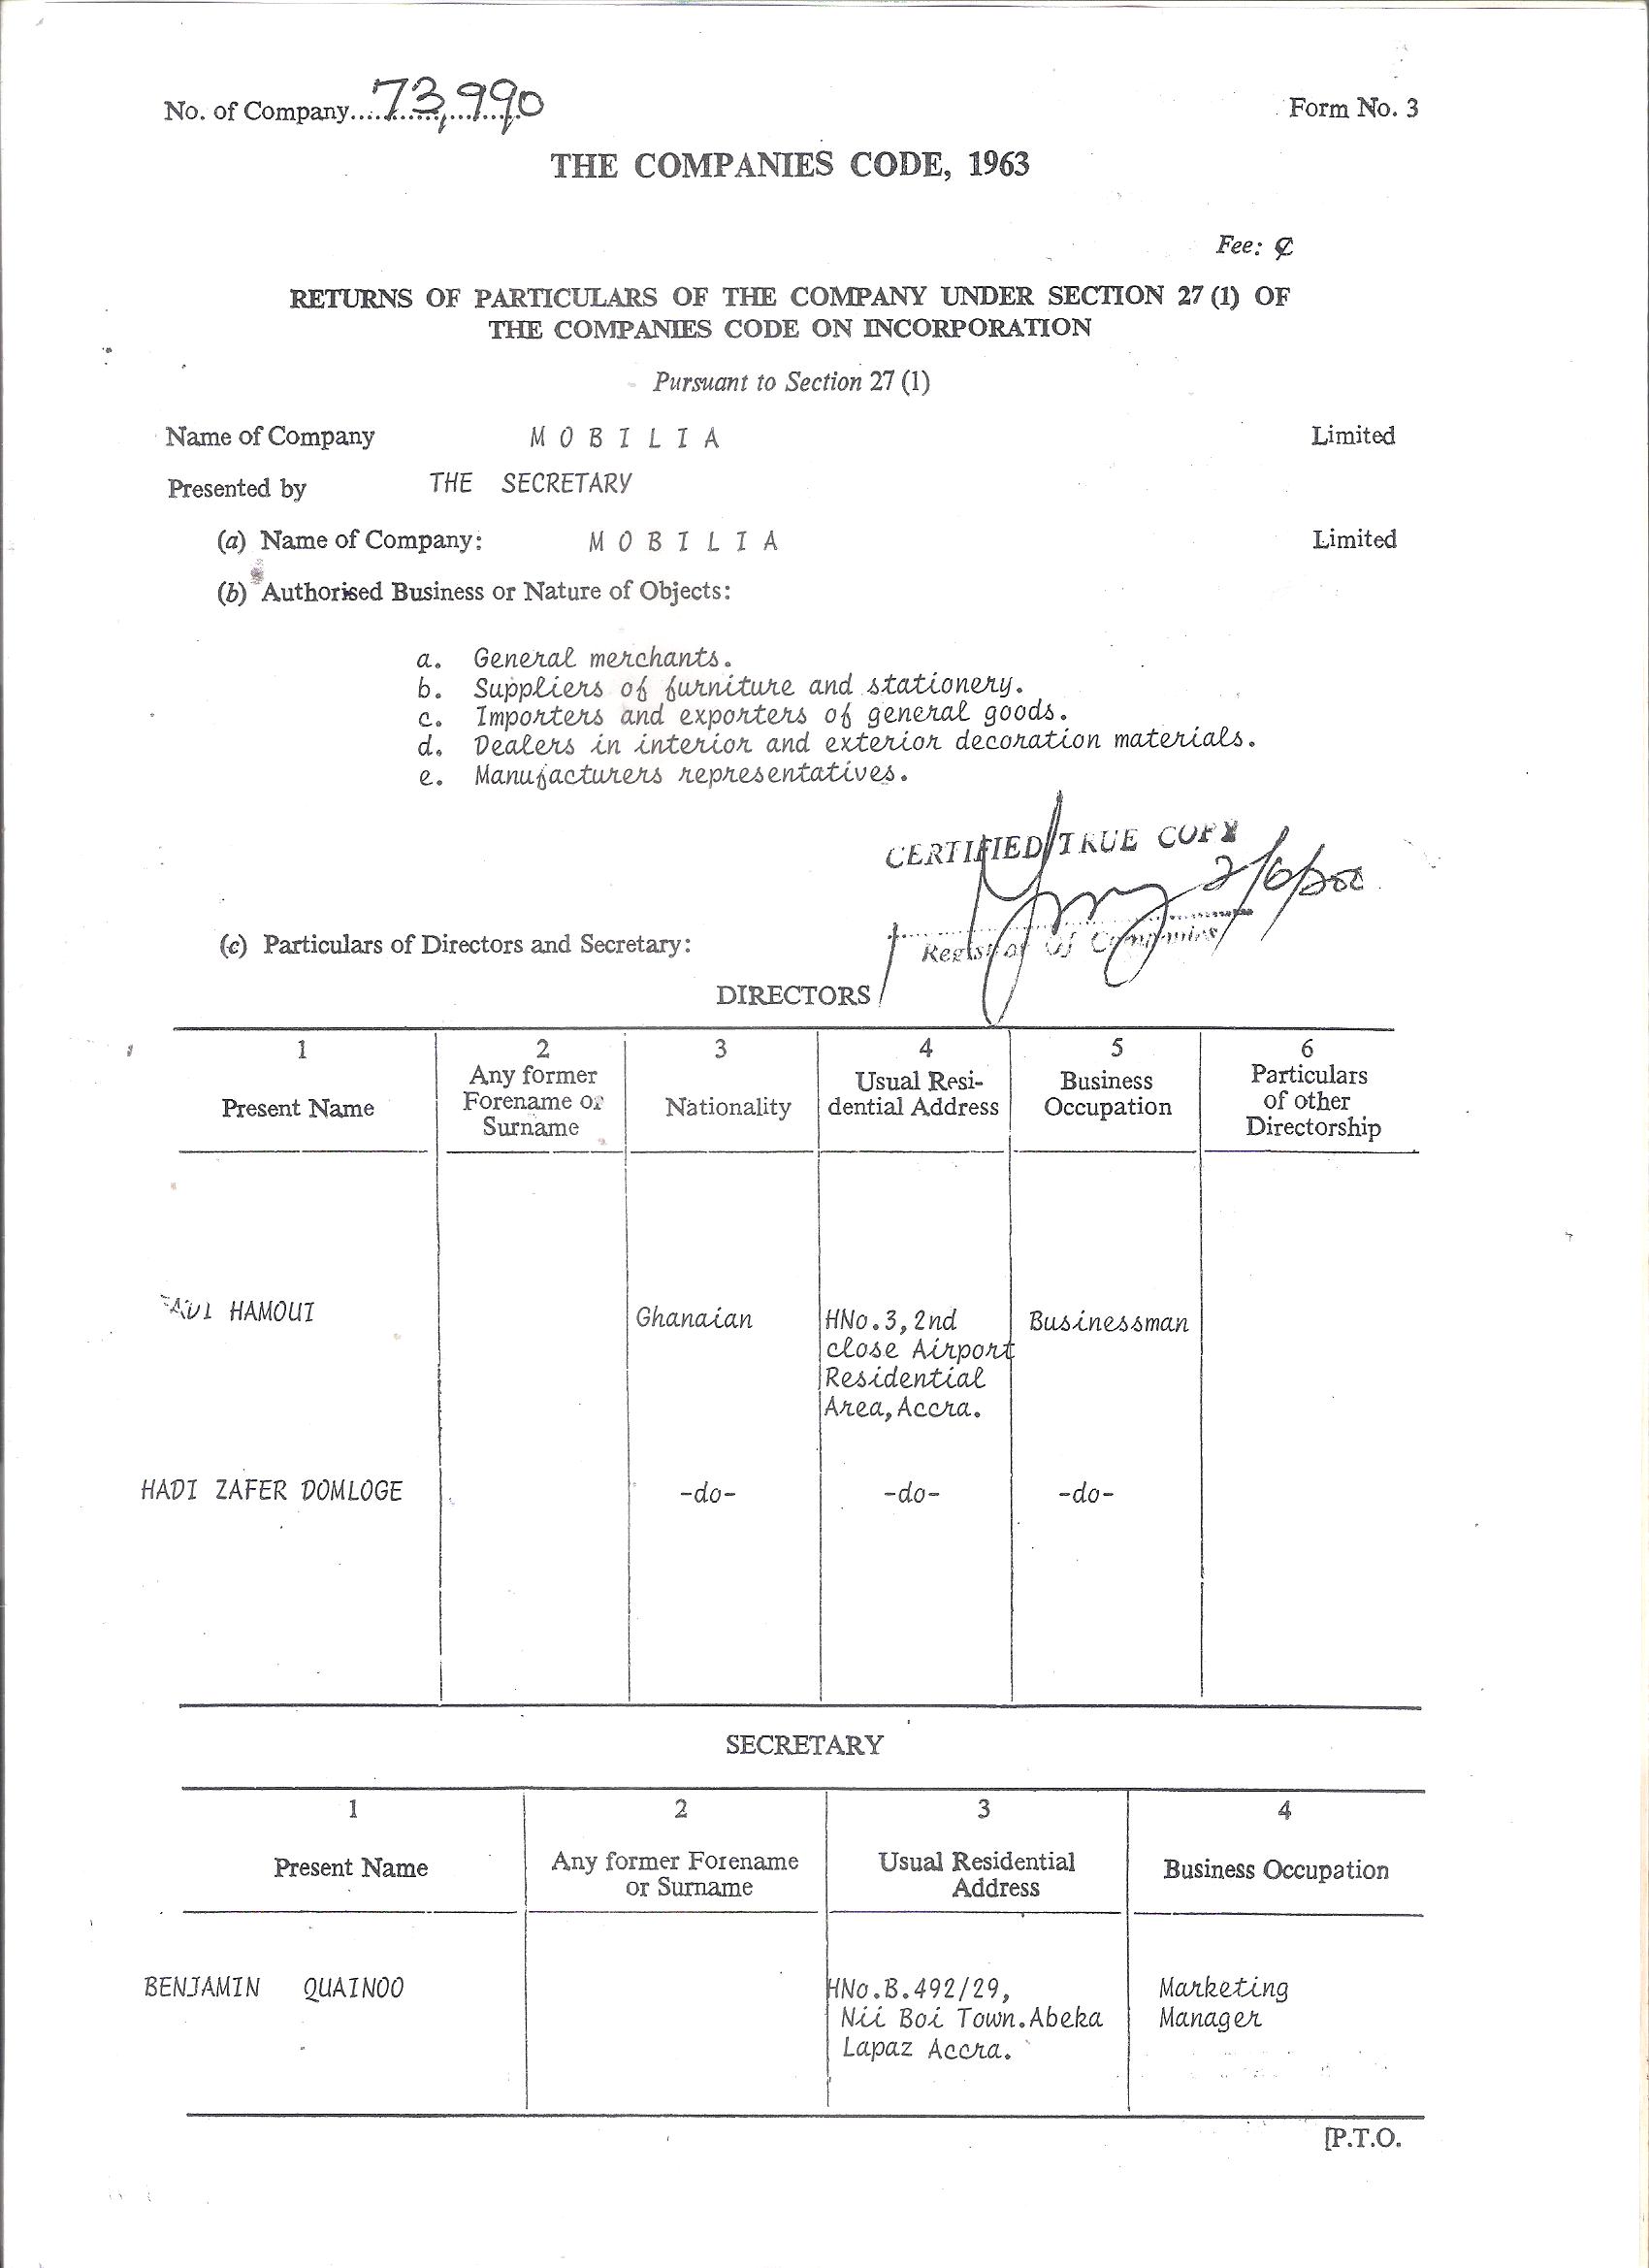 No. of Company 73,990 Form No. 3
THE COMPANIES CODE, 1963
Fee: ₵
RETURNS OF PARTICULARS OF THE COMPANY UNDER SECTION 27 (1) OF
THE COMPANIES CODE ON INCORPORATION
Pursuant to Section 27 (1)
Name of Company M O B I L I A Limited
Presented by THE SECRETARY
(a) Name of Company: M O B I L I A Limited
(b) Authorised Business or Nature of Objects:
a. General merchants.
b. Suppliers of furniture and stationery.
c. Importers and exporters of general goods.
d. Dealers in interior and exterior decoration materials.
e. Manufacturers representatives.
CERTIFIED TRUE COPY
Registrar Of Companies
(c) Particulars of Directors and Secretary:
DIRECTORS
1 2 3 4 5 6
Any former Usual Resi- Business Particulars
Present Name Forename or Nationality dential Address Occupation of other
Surname Directorship
HAMOUI Ghanaian HNo.3,2nd Businessman
close Airport
Residential
Area,Accra.
HADI ZAFER DOMLOGE -do- -do- -do-
SECRETARY
1 2 3 4
Present Name Any former Forename Usual Residential Business Occupation
or Surname Address
BENJAMIN QUAINOO HNo.B.492/29, Marketing
Nii Boi Town.Abeka Manager
Lapaz Accra.
[P.T.O.